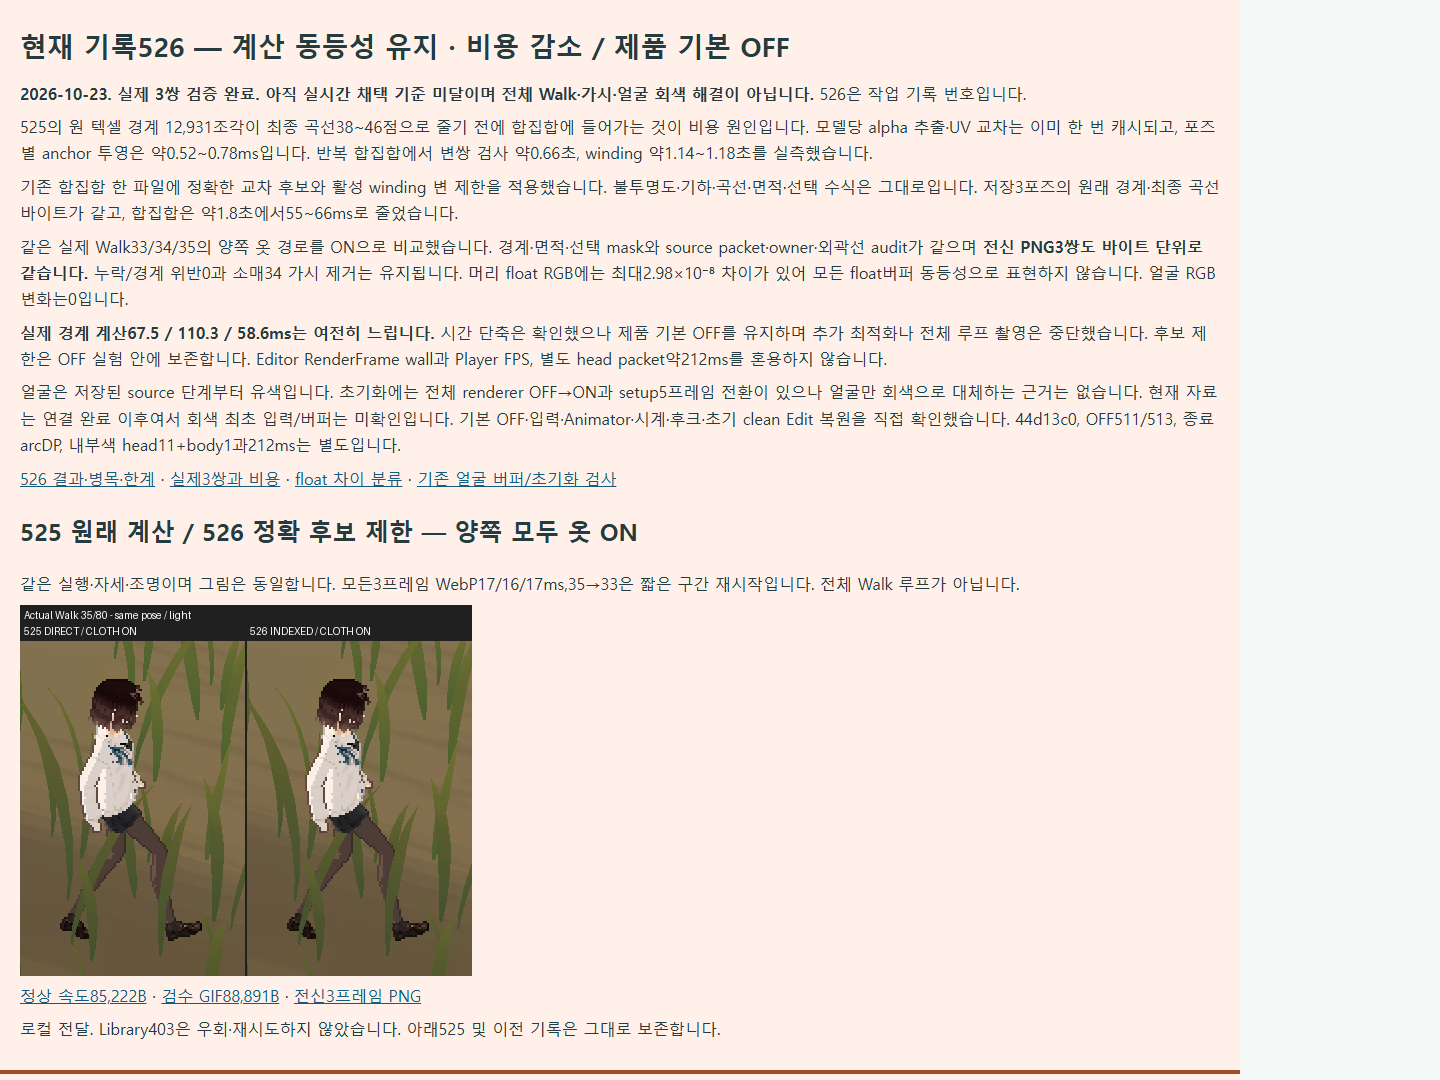 현재 기록526 — 계산 동등성 유지 · 비용 감소 / 제품 기본 OFF
2026-10-23. 실제 3쌍 검증 완료. 아직 실시간 채택 기준 미달이며 전체 Walk·가시·얼굴 회색 해결이 아닙니다. 526은 작업 기록 번호입니다.
525의 원 텍셀 경계 12,931조각이 최종 곡선38~46점으로 줄기 전에 합집합에 들어가는 것이 비용 원인입니다. 모델당 alpha 추출·UV 교차는 이미 한 번 캐시되고, 포즈
별 anchor 투영은 약0.52~0.78ms입니다. 반복 합집합에서 변쌍 검사 약0.66초, winding 약1.14~1.18초를 실측했습니다.
기존 합집합 한 파일에 정확한 교차 후보와 활성 winding 변 제한을 적용했습니다. 불투명도·기하·곡선·면적·선택 수식은 그대로입니다. 저장3포즈의 원래 경계·최종 곡선
바이트가 같고, 합집합은 약1.8초에서55~66ms로 줄었습니다.
같은 실제 Walk33/34/35의 양쪽 옷 경로를 ON으로 비교했습니다. 경계·면적·선택 mask와 source packet·owner·외곽선 audit가 같으며 전신 PNG3쌍도 바이트 단위로
같습니다. 누락/경계 위반0과 소매34 가시 제거는 유지됩니다. 머리 float RGB에는 최대2.98×10⁻⁸ 차이가 있어 모든 float버퍼 동등성으로 표현하지 않습니다. 얼굴 RGB
변화는0입니다.
실제 경계 계산67.5 / 110.3 / 58.6ms는 여전히 느립니다. 시간 단축은 확인했으나 제품 기본 OFF를 유지하며 추가 최적화나 전체 루프 촬영은 중단했습니다. 후보 제
한은 OFF 실험 안에 보존합니다. Editor RenderFrame wall과 Player FPS, 별도 head packet약212ms를 혼용하지 않습니다.
얼굴은 저장된 source 단계부터 유색입니다. 초기화에는 전체 renderer OFF→ON과 setup5프레임 전환이 있으나 얼굴만 회색으로 대체하는 근거는 없습니다. 현재 자료
는 연결 완료 이후여서 회색 최초 입력/버퍼는 미확인입니다. 기본 OFF·입력·Animator·시계·후크·초기 clean Edit 복원을 직접 확인했습니다. 44d13c0, OFF511/513, 종료
arcDP, 내부색 head11+body1과212ms는 별도입니다.
526 결과·병목·한계 · 실제3쌍과 비용 · float 차이 분류 · 기존 얼굴 버퍼/초기화 검사
525 원래 계산 / 526 정확 후보 제한 — 양쪽 모두 옷 ON
같은 실행·자세·조명이며 그림은 동일합니다. 모든3프레임 WebP17/16/17ms,35→33은 짧은 구간 재시작입니다. 전체 Walk 루프가 아닙니다.
Actual Walk 35/80 - same pose / light
525 DIRECT / CLOTH ON
526 INDEXED / CLOTH ON
정상 속도85,222B · 검수 GIF88,891B · 전신3프레임 PNG
로컬 전달. Library403은 우회·재시도하지 않았습니다. 아래525 및 이전 기록은 그대로 보존합니다.